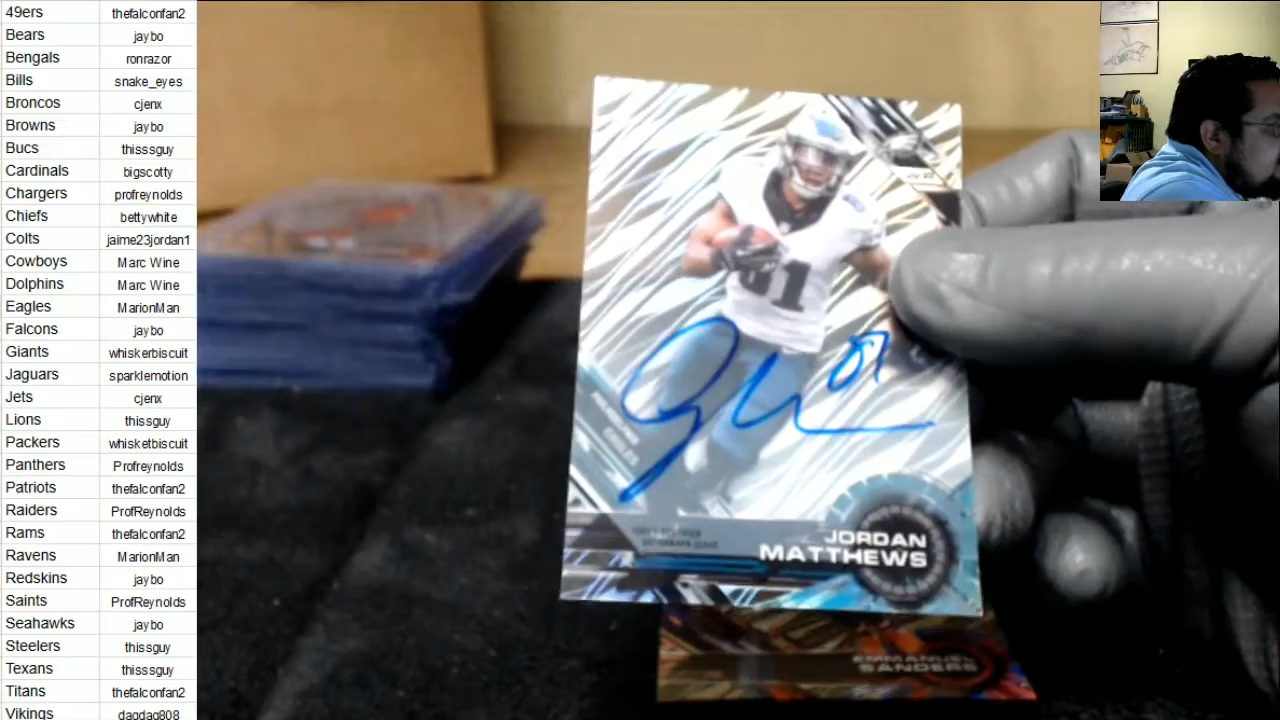 49ers thefalconfan2
Bears jaybo
Bengals ronrazor
Bills snake_eyes
Broncos cjenx
Browns jaybo
Bucs thisssguy
Cardinals bigscotty
Chargers profreynolds
Chiefs bettywhite
Colts jaime23jordan1
Cowboys Marc Wine
Dolphins Marc Wine
Eagles MarionMan
Falcons jaybo
Giants whiskerbiscuit
Jaguars sparklemotion
Jets cjenx
Lions thissguy
Packers whisketbiscuit
Panthers Profreynolds
Patriots thefalconfan2
Raiders ProfReynolds
Rams thefalconfan2
Ravens MarionMan
Redskins jaybo
Saints ProfReynolds
Seahawks jaybo
Steelers thissguy
Texans thisssguy
Titans thefalconfan2
Vikings dagdag808
WR
81
81
JORDAN
MATTHEWS
EMMANUEL
SANDERS